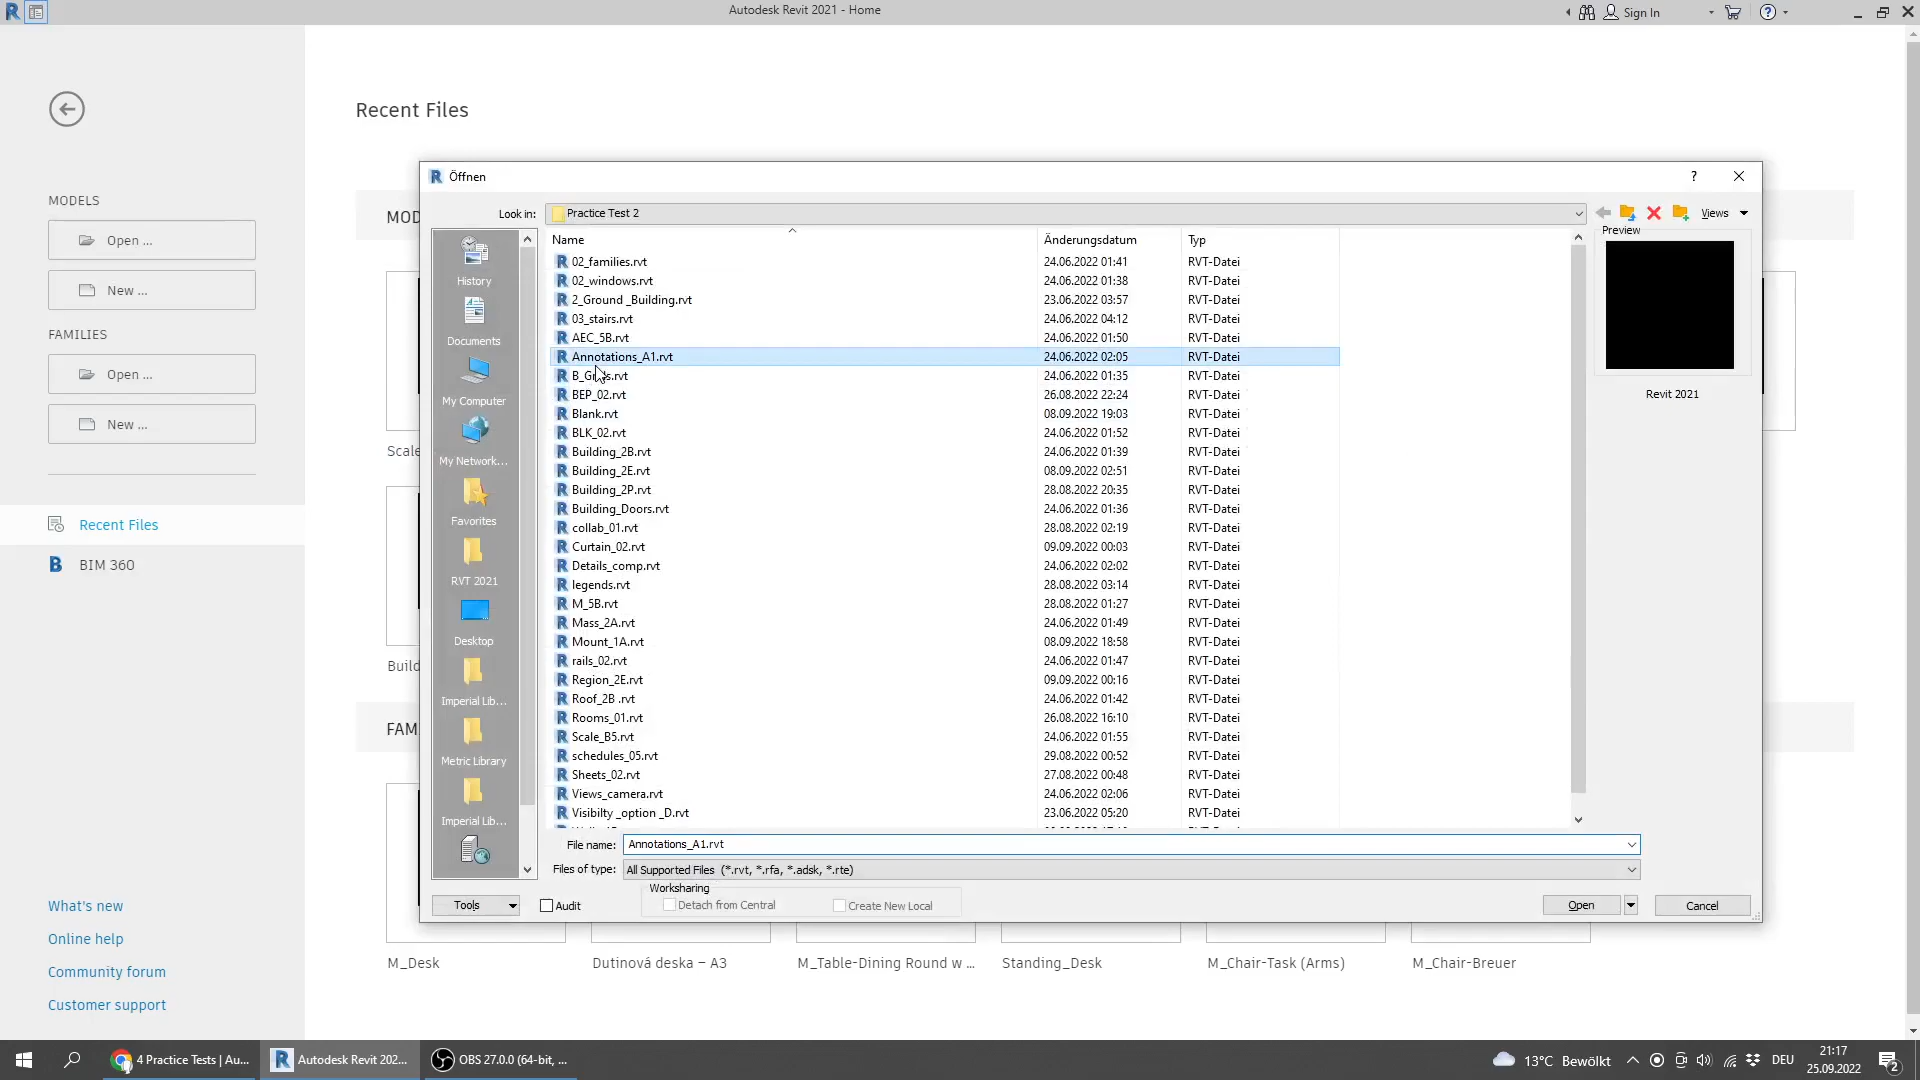 Autodesk Revit 2021 - Home
Sign In
Recent Files
MODELS
Open ...
New ...
FAMILIES
Open ...
New ...
Recent Files
BIM 360
What's new
Online help
Community forum
Customer support
MOD
Scale
Build
FAM
M_Desk
Dutinová deska – A3
M_Table-Dining Round w ...
Standing_Desk
M_Chair-Task (Arms)
M_Chair-Breuer
Öffnen
Look in:
Practice Test 2
Views
History
Documents
My Computer
My Network...
Favorites
RVT 2021
Desktop
Imperial Lib...
Metric Library
Imperial Lib...
Name Änderungsdatum Typ
02_families.rvt 24.06.2022 01:41 RVT-Datei
02_windows.rvt 24.06.2022 01:38 RVT-Datei
2_Ground _Building.rvt 23.06.2022 03:57 RVT-Datei
03_stairs.rvt 24.06.2022 04:12 RVT-Datei
AEC_5B.rvt 24.06.2022 01:50 RVT-Datei
Annotations_A1.rvt 24.06.2022 02:05 RVT-Datei
24.06.2022 01:35 RVT-Datei
BEP_02.rvt 26.08.2022 22:24 RVT-Datei
Blank.rvt 08.09.2022 19:03 RVT-Datei
BLK_02.rvt 24.06.2022 01:52 RVT-Datei
Building_2B.rvt 24.06.2022 01:39 RVT-Datei
Building_2E.rvt 08.09.2022 02:51 RVT-Datei
Building_2P.rvt 28.08.2022 20:35 RVT-Datei
Building_Doors.rvt 24.06.2022 01:36 RVT-Datei
collab_01.rvt 28.08.2022 02:19 RVT-Datei
Curtain_02.rvt 09.09.2022 00:03 RVT-Datei
Details_comp.rvt 24.06.2022 02:02 RVT-Datei
legends.rvt 28.08.2022 03:14 RVT-Datei
M_5B.rvt 28.08.2022 01:27 RVT-Datei
Mass_2A.rvt 24.06.2022 01:49 RVT-Datei
Mount_1A.rvt 08.09.2022 18:58 RVT-Datei
rails_02.rvt 24.06.2022 01:47 RVT-Datei
Region_2E.rvt 09.09.2022 00:16 RVT-Datei
Roof_2B .rvt 24.06.2022 01:42 RVT-Datei
Rooms_01.rvt 26.08.2022 16:10 RVT-Datei
Scale_B5.rvt 24.06.2022 01:55 RVT-Datei
schedules_05.rvt 29.08.2022 00:52 RVT-Datei
Sheets_02.rvt 27.08.2022 00:48 RVT-Datei
Views_camera.rvt 24.06.2022 02:06 RVT-Datei
Visibilty _option _D.rvt 23.06.2022 05:20 RVT-Datei
Preview
Revit 2021
File name: Annotations_A1.rvt
Files of type: All Supported Files (*.rvt, *.rfa, *.adsk, *.rte)
Worksharing
Tools
Audit
Detach from Central
Create New Local
Open
Cancel
4 Practice Tests | Au...
Autodesk Revit 202...
OBS 27.0.0 (64-bit, ...
13°C Bewölkt
DEU
21:17
25.09.2022
2